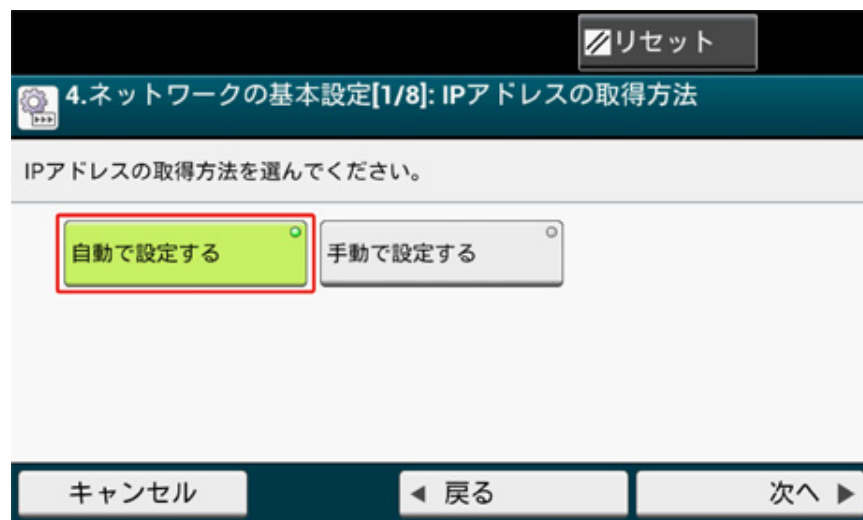 リセット
4.ネットワークの基本設定[1/8]: IPアドレスの取得方法
IPアドレスの取得方法を選んでください。
自動で設定する 手動で設定する
キャンセル ◀ 戻る 次へ ▶